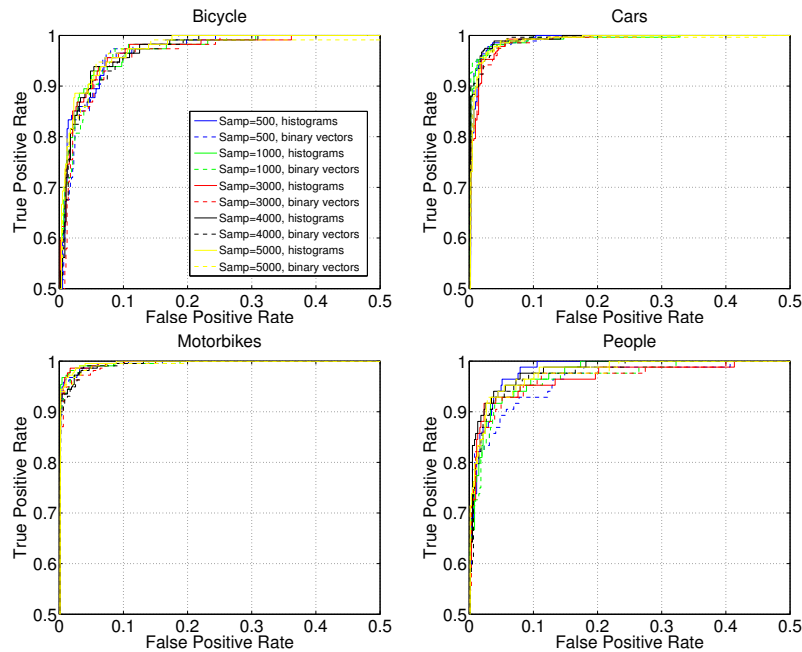 Bicycle
1
0.9
0.8
0.7
0.6
0.5
True Positive Rate
Samp=500, histograms
Samp=500, binary vectors
Samp=1000, histograms
Samp=1000, binary vectors
Samp=3000, histograms
Samp=3000, binary vectors
Samp=4000, histograms
Samp=4000, binary vectors
Samp=5000, histograms
Samp=5000, binary vectors
0 0.1 0.2 0.3 0.4 0.5
False Positive Rate
Cars
1
0.9
0.8
0.7
0.6
0.5
True Positive Rate
0 0.1 0.2 0.3 0.4 0.5
False Positive Rate
Motorbikes
1
0.9
0.8
0.7
0.6
0.5
True Positive Rate
0 0.1 0.2 0.3 0.4 0.5
False Positive Rate
People
1
0.9
0.8
0.7
0.6
0.5
True Positive Rate
0 0.1 0.2 0.3 0.4 0.5
False Positive Rate